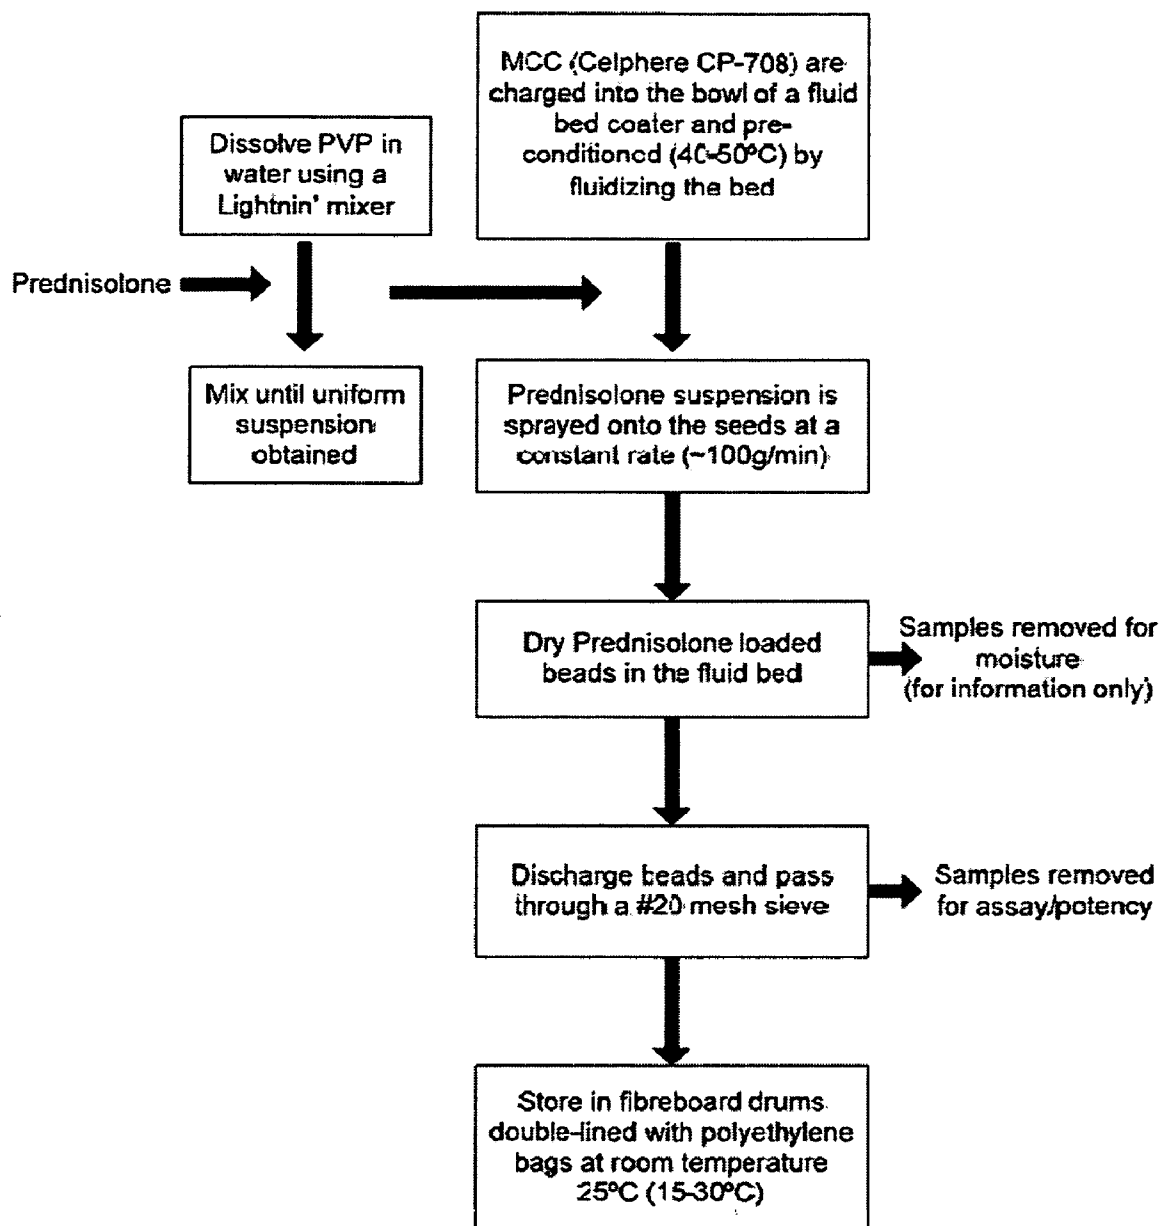 MCC (Celphere CP-708) are
charged into the bowl of a fluid
bed coater and pre-
conditioned (40-50ºC) by
fluidizing the bed
Dissolve PVP in
water using a
Lightnin' mixer
Prednisolone
Mix until uniform
suspension
obtained
Prednisolone suspension is
sprayed onto the seeds at a
constant rate (~100g/min)
Dry Prednisolone loaded
beads in the fluid bed
Samples removed for
moisture
(for information only)
Discharge beads and pass
through a #20 mesh sieve
Samples removed
for assay/potency
Store in fibreboard drums
double-lined with polyethylene
bags at room temperature
25ºC (15-30ºC)